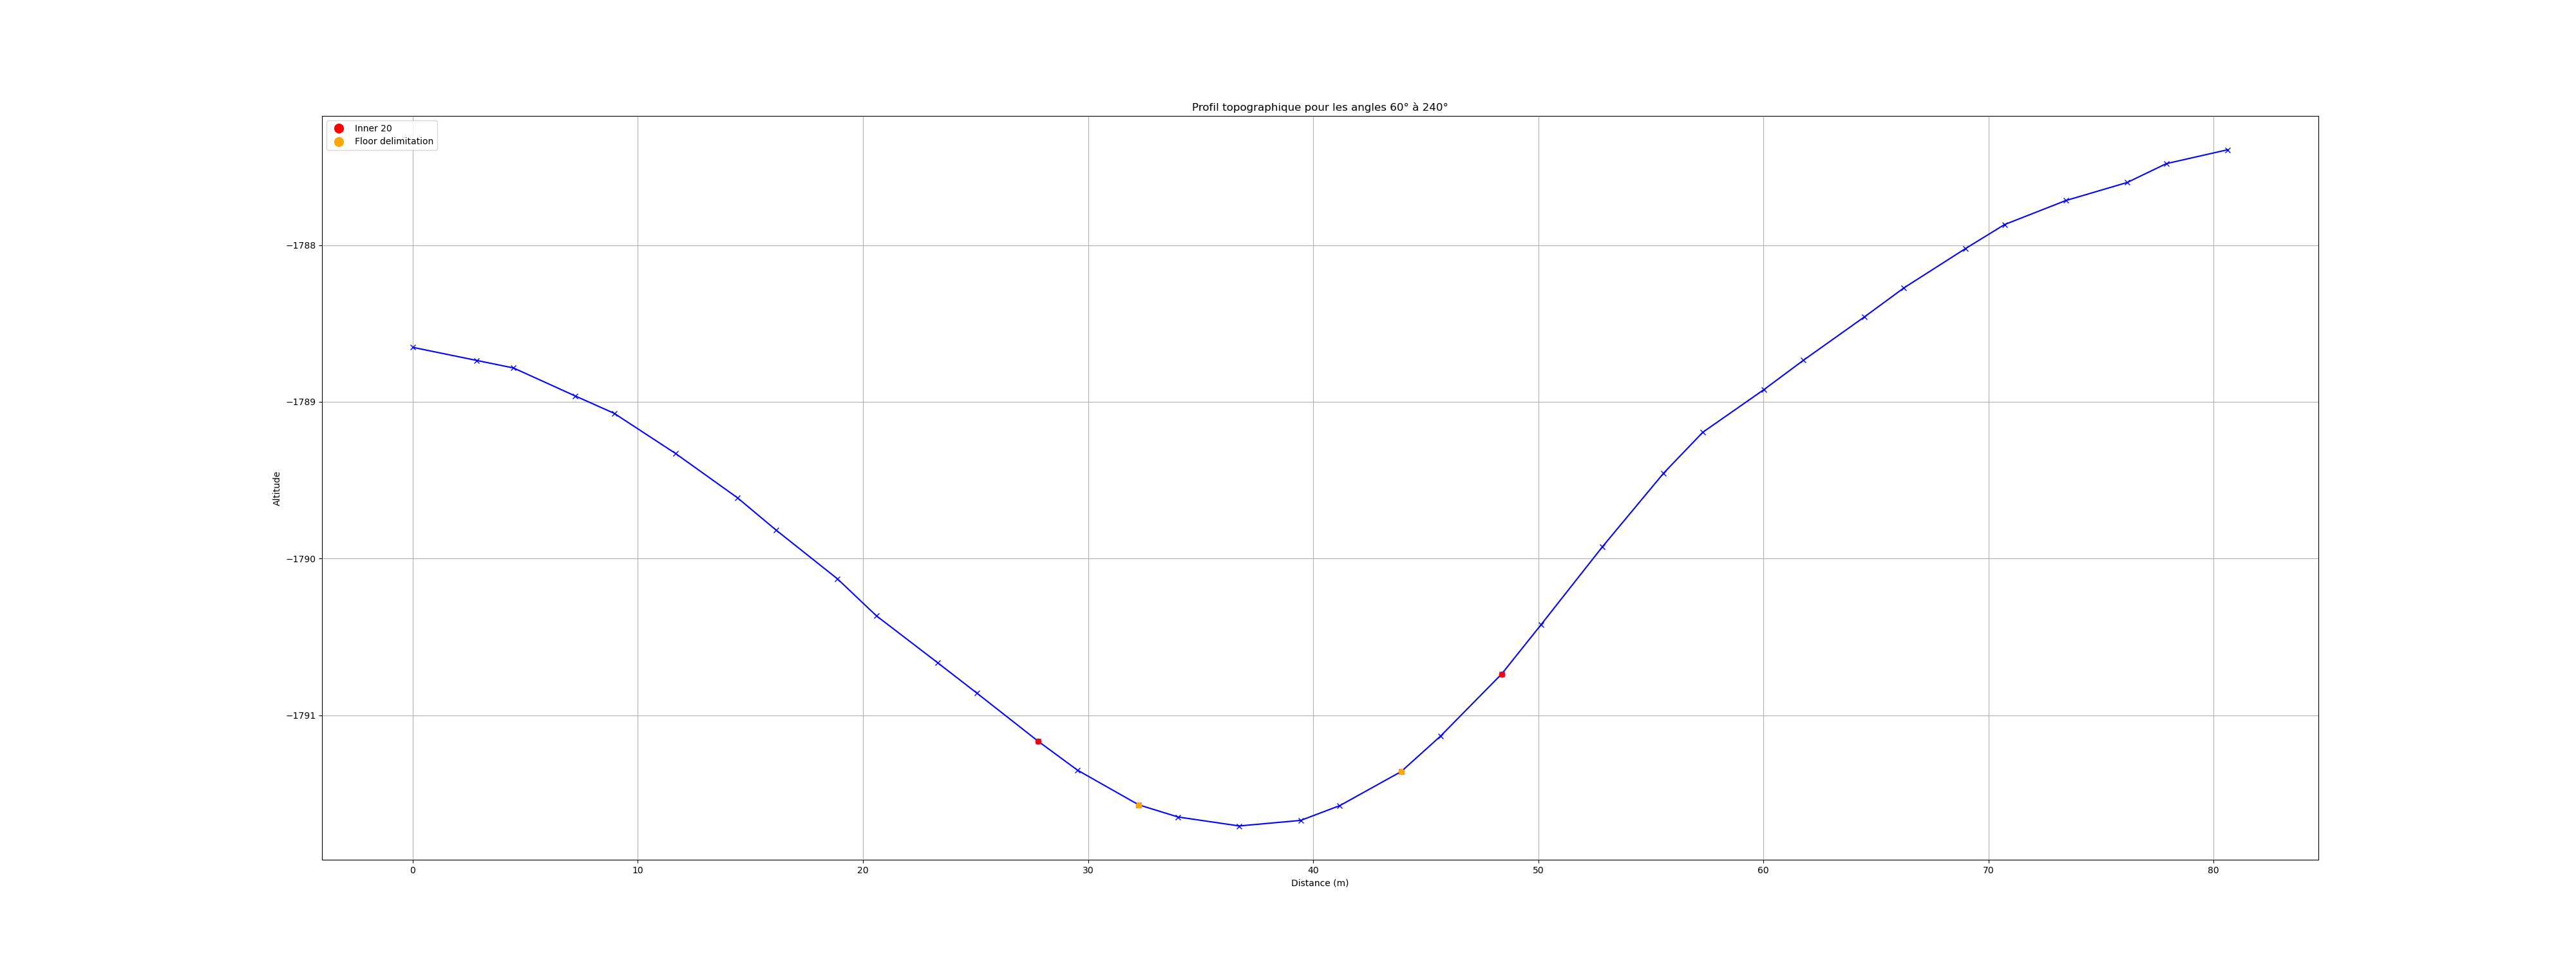 Profil topographique pour les angles 60° à 240°
Inner 20
Floor delimitation
−1788
−1789
−1790
−1791
Altitude
0 10 20 30 40 50 60 70 80
Distance (m)